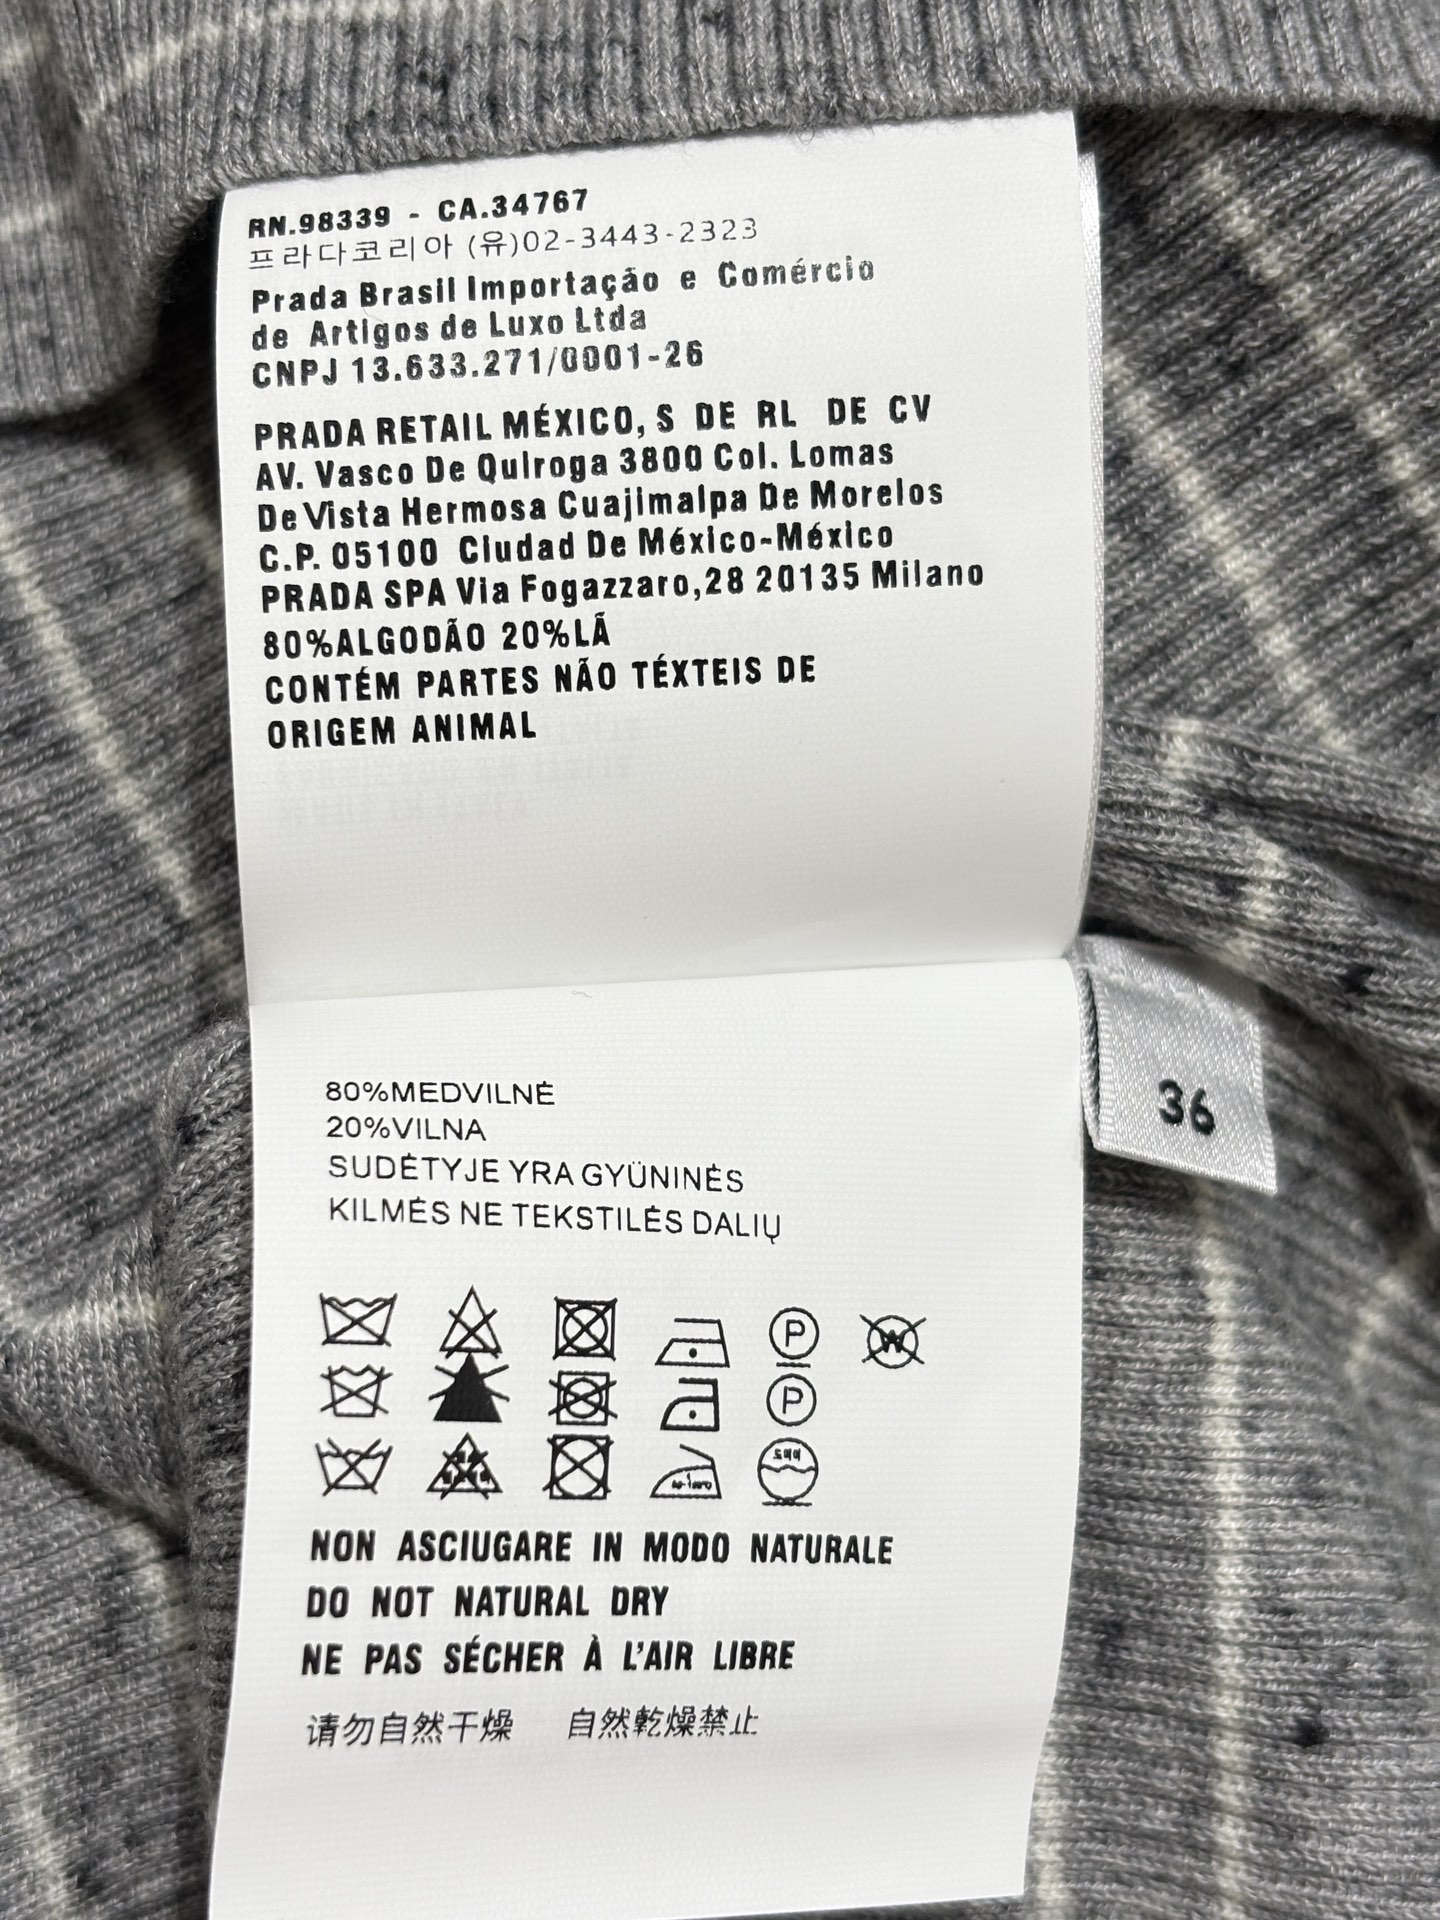 RN.98339 - CA.34767
프라다코리아 (유)02-3443-2323
Prada Brasil Importação e Comércio
de Artigos de Luxo Ltda
CNPJ 13.633.271/0001-26
PRADA RETAIL MÉXICO, S DE RL DE CV
AV. Vasco De Quiroga 3800 Col. Lomas
De Vista Hermosa Cuajimalpa De Morelos
C.P. 05100 Ciudad De México-México
PRADA SPA Via Fogazzaro,28 20135 Milano
80%ALGODÃO 20%LÃ
CONTÉM PARTES NÃO TÉXTEIS DE
ORIGEM ANIMAL
36
80%MEDVILNĖ
20%VILNA
SUDĖTYJE YRA GYŪNINĖS
KILMĖS NE TEKSTILĖS DALIŲ
P W
P
NON ASCIUGARE IN MODO NATURALE
DO NOT NATURAL DRY
NE PAS SÉCHER À L'AIR LIBRE
请勿自然干燥 自然乾燥禁止